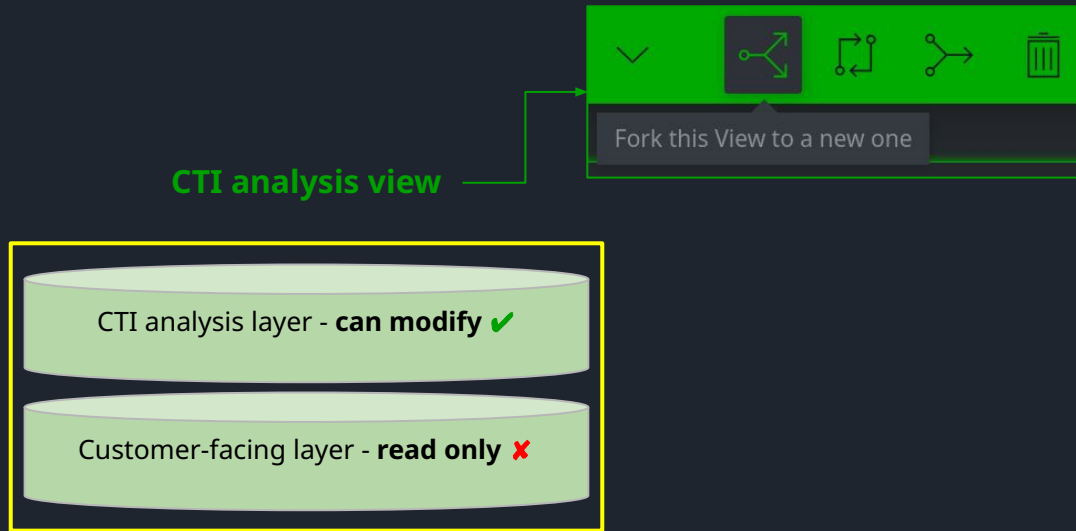 Fork this View to a new one
CTI analysis view
CTI analysis layer - can modify ✔
Customer-facing layer - read only ✘